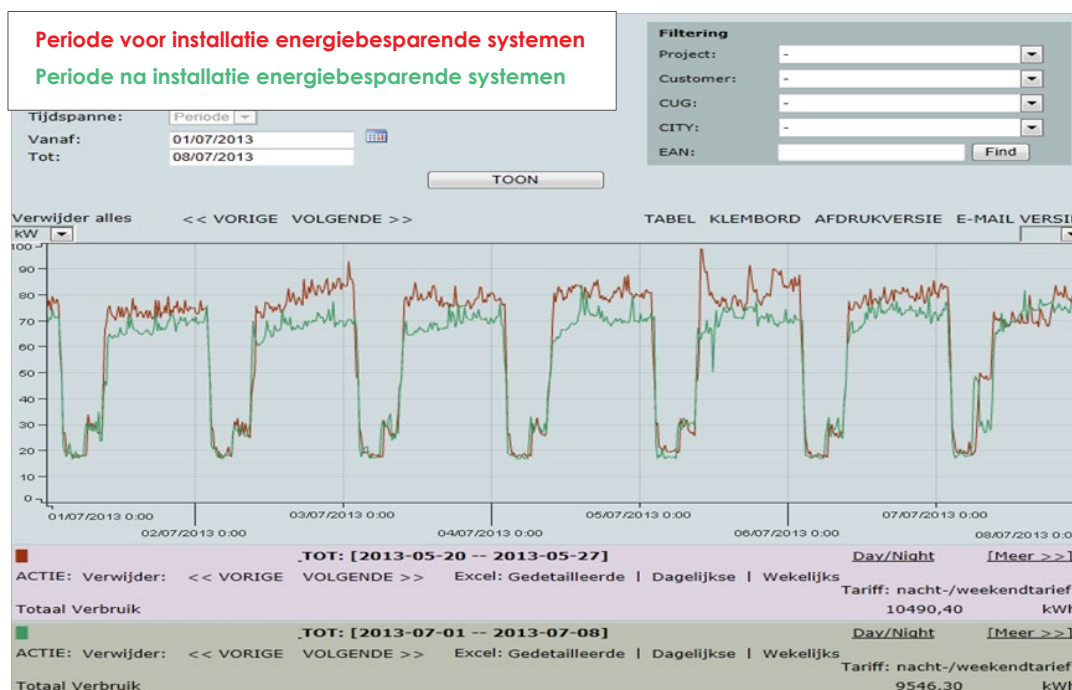 Periode voor installatie energiebesparende systemen
Periode na installatie energiebesparende systemen
Filtering
Project: -
Customer: -
CUG: -
CITY: -
EAN: Find
Tijdspanne: Periode
Vanaf: 01/07/2013
Tot: 08/07/2013
TOON
Verwijder alles << VORIGE VOLGENDE >> TABEL KLEMBORD AFDRUKVERSIE E-MAIL VERSIE
kW
100
90
80
70
60
50
40
30
20
10
0
01/07/2013 0:00 03/07/2013 0:00 05/07/2013 0:00 07/07/2013 0:00
02/07/2013 0:00 04/07/2013 0:00 06/07/2013 0:00 08/07/2013 0:0
_TOT: [2013-05-20 -- 2013-05-27] Day/Night [Meer >>]
ACTIE: Verwijder: << VORIGE VOLGENDE >> Excel: Gedetailleerde | Dagelijkse | Wekelijks
Tariff: nacht-/weekendtarief
Totaal Verbruik 10490,40 kWh
_TOT: [2013-07-01 -- 2013-07-08] Day/Night [Meer >>]
ACTIE: Verwijder: << VORIGE VOLGENDE >> Excel: Gedetailleerde | Dagelijkse | Wekelijks
Tariff: nacht-/weekendtarief
Totaal Verbruik 9546,30 kWh